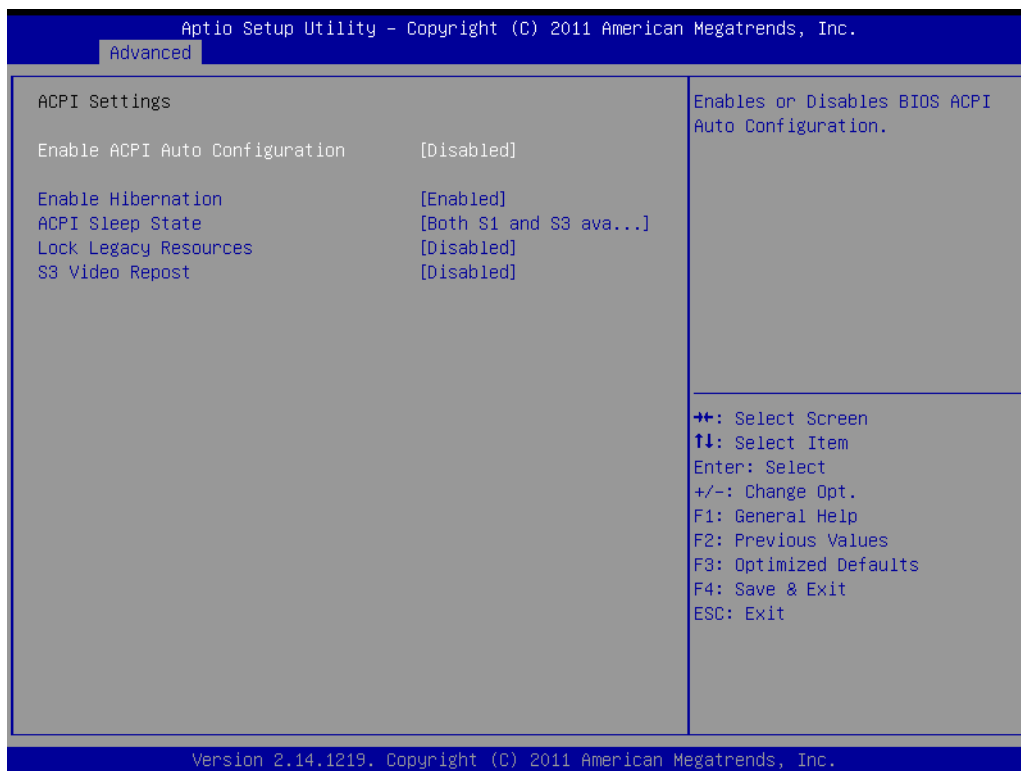 Aptio Setup Utility – Copyright (C) 2011 American Megatrends, Inc.
Advanced
ACPI Settings
Enable ACPI Auto Configuration [Disabled]
Enable Hibernation [Enabled]
ACPI Sleep State [Both S1 and S3 ava...]
Lock Legacy Resources [Disabled]
S3 Video Repost [Disabled]
Enables or Disables BIOS ACPI
Auto Configuration.
→←: Select Screen
↑↓: Select Item
Enter: Select
+/-: Change Opt.
F1: General Help
F2: Previous Values
F3: Optimized Defaults
F4: Save & Exit
ESC: Exit
Version 2.14.1219. Copyright (C) 2011 American Megatrends, Inc.